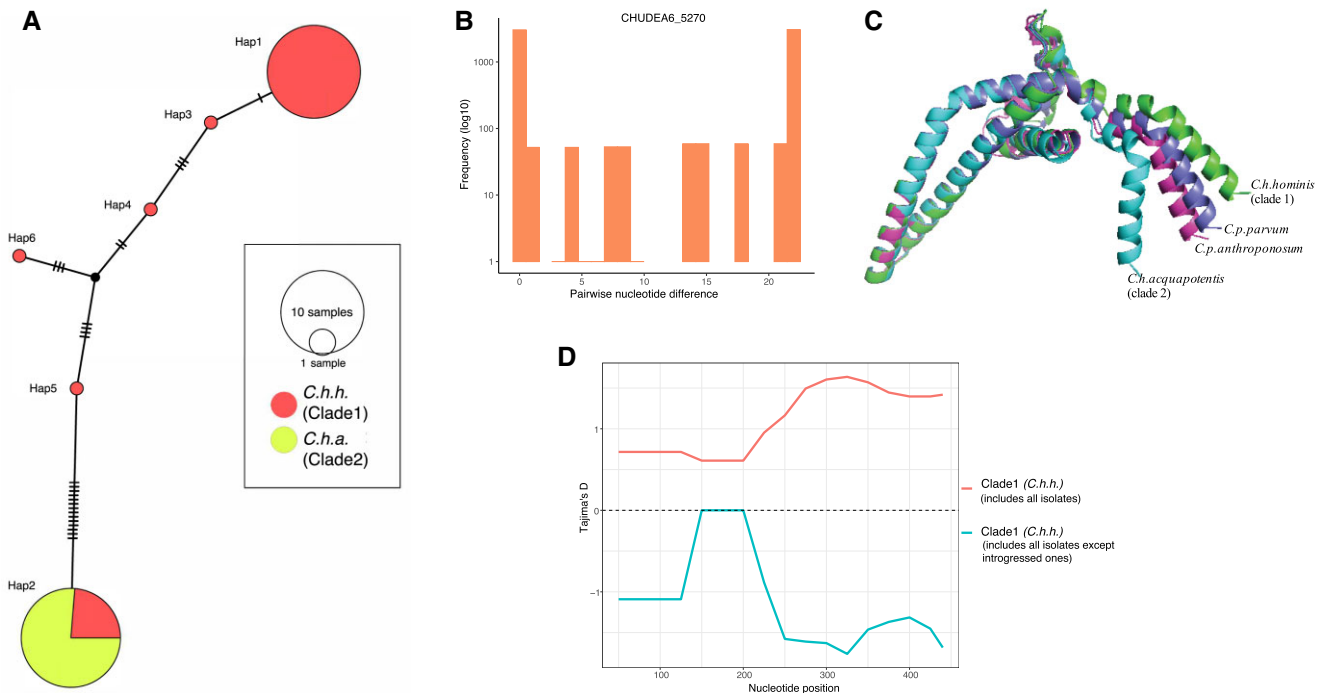 A
Hap1
Hap3
Hap4
Hap6
Hap5
Hap2
10 samples
1 sample
C.h.h.
(Clade1)
C.h.a.
(Clade2)
B
CHUDEA6_5270
Frequency (log10)
1000
100
10
1
0
5
10
15
20
Pairwise nucleotide difference
C
C.h.hominis
(clade 1)
C.p.parvum
C.p.anthroponosum
C.h.acquapotentis
(clade 2)
D
Tajima's D
1
0
−1
100
200
300
400
Nucleotide position
Clade1 (C.h.h.)
(includes all isolates)
Clade1 (C.h.h.)
(includes all isolates except
introgressed ones)